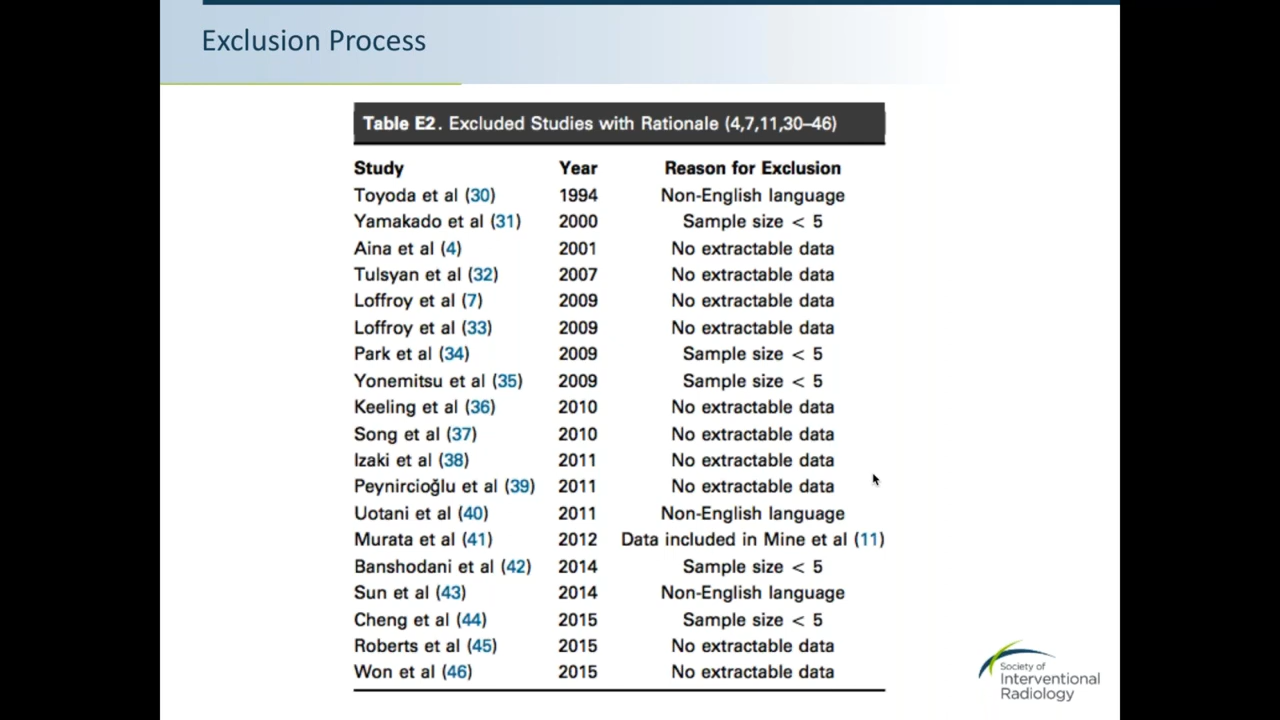 Exclusion Process
Table E2. Excluded Studies with Rationale (4,7,11,30–46)
Study Year Reason for Exclusion
Toyoda et al (30) 1994 Non-English language
Yamakado et al (31) 2000 Sample size < 5
Aina et al (4) 2001 No extractable data
Tulsyan et al (32) 2007 No extractable data
Loffroy et al (7) 2009 No extractable data
Loffroy et al (33) 2009 No extractable data
Park et al (34) 2009 Sample size < 5
Yonemitsu et al (35) 2009 Sample size < 5
Keeling et al (36) 2010 No extractable data
Song et al (37) 2010 No extractable data
Izaki et al (38) 2011 No extractable data
Peynircioğlu et al (39) 2011 No extractable data
Uotani et al (40) 2011 Non-English language
Murata et al (41) 2012 Data included in Mine et al (11)
Banshodani et al (42) 2014 Sample size < 5
Sun et al (43) 2014 Non-English language
Cheng et al (44) 2015 Sample size < 5
Roberts et al (45) 2015 No extractable data
Won et al (46) 2015 No extractable data
Society of
Interventional
Radiology